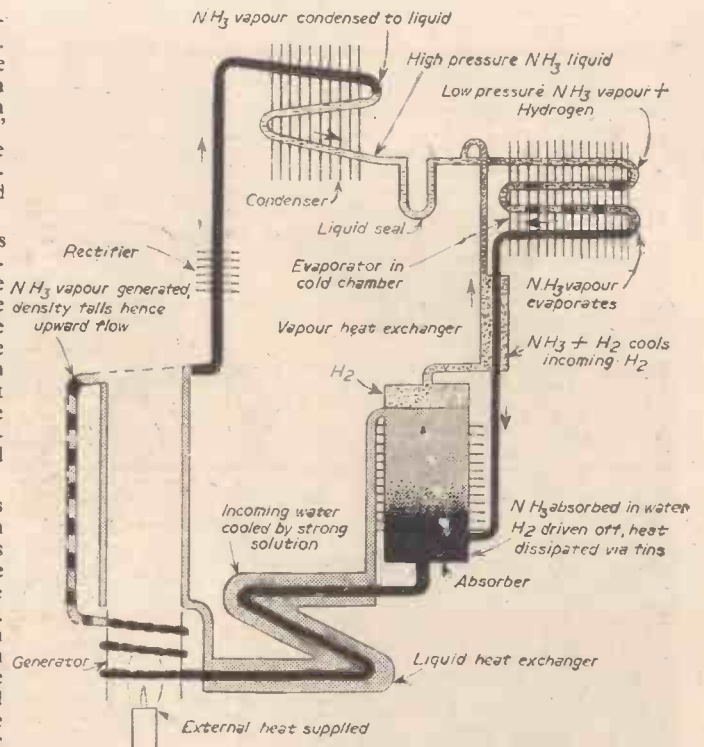 NH3 vapour condensed to liquid
High pressure NH3 liquid
Low pressure NH3 vapour +
Hydrogen
Condenser
Liquid seal
Rectifier
Evaporator in
cold chamber
NH3 vapour
evaporates
NH3 vapour generated,
density falls hence
upward flow
Vapour heat exchanger
NH3 + H2 cools
incoming H2
H2
Incoming water
cooled by strong
solution
NH3 absorbed in water
H2 driven off, heat
dissipated via fins
Absorber
Generator
Liquid heat exchanger
External heat supplied